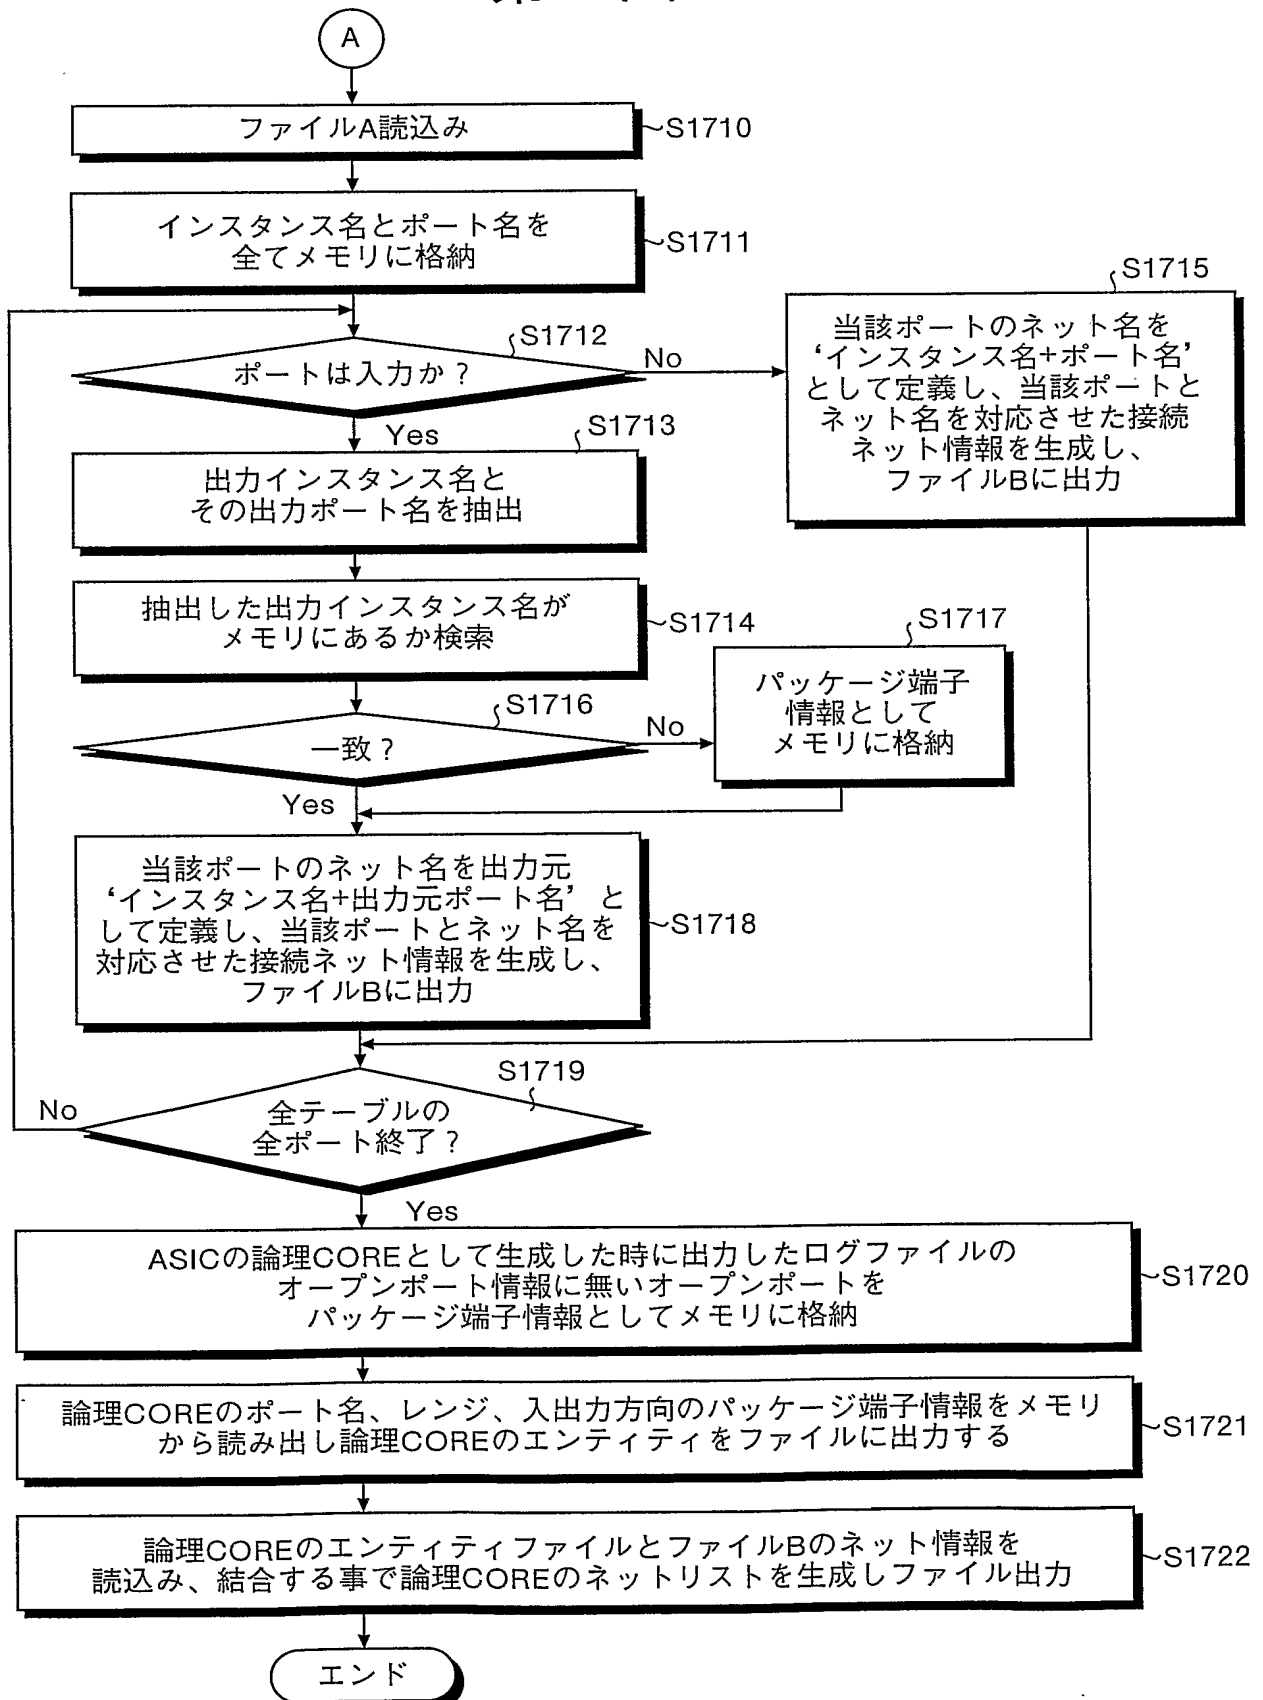 A
ファイルA読込み
S1710
インスタンス名とポート名を
全てメモリに格納
S1711
S1712
ポートは入力か？
No
Yes
S1715
当該ポートのネット名を
‘インスタンス名+ポート名’
として定義し、当該ポートと
ネット名を対応させた接続
ネット情報を生成し、
ファイルBに出力
S1713
出力インスタンス名と
その出力ポート名を抽出
抽出した出力インスタンス名が
メモリにあるか検索
S1714
S1716
一致？
No
Yes
S1717
パッケージ端子
情報として
メモリに格納
当該ポートのネット名を出力元
‘インスタンス名+出力元ポート名’ と
して定義し、当該ポートとネット名を
対応させた接続ネット情報を生成し、
ファイルBに出力
S1718
S1719
No
全テーブルの
全ポート終了？
Yes
ASICの論理COREとして生成した時に出力したログファイルの
オープンポート情報に無いオープンポートを
パッケージ端子情報としてメモリに格納
S1720
論理COREのポート名、レンジ、入出力方向のパッケージ端子情報をメモリ
から読み出し論理COREのエンティティをファイルに出力する
S1721
論理COREのエンティティファイルとファイルBのネット情報を
読込み、結合する事で論理COREのネットリストを生成しファイル出力
S1722
エンド